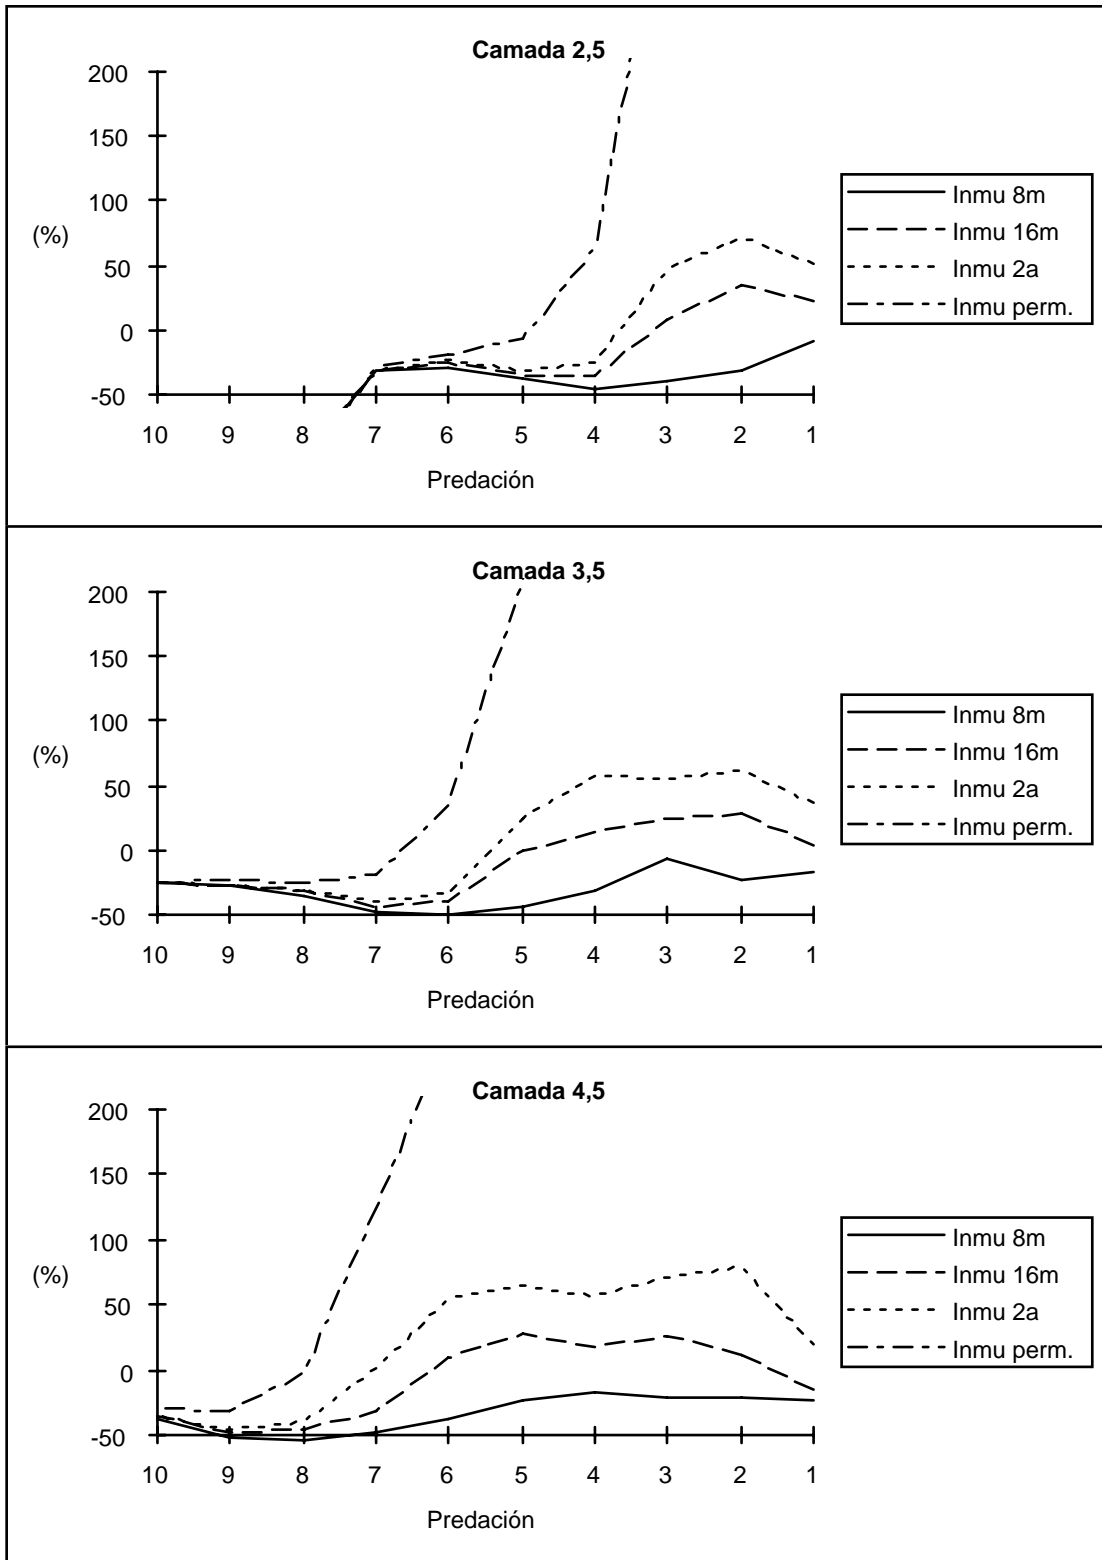 Camada 2,5
200
150
100
(%)
50
0
-50
10 9 8 7 6 5 4 3 2 1
Predación
Inmu 8m
Inmu 16m
Inmu 2a
Inmu perm.
Camada 3,5
200
150
100
(%)
50
0
-50
10 9 8 7 6 5 4 3 2 1
Predación
Inmu 8m
Inmu 16m
Inmu 2a
Inmu perm.
Camada 4,5
200
150
100
(%)
50
0
-50
10 9 8 7 6 5 4 3 2 1
Predación
Inmu 8m
Inmu 16m
Inmu 2a
Inmu perm.